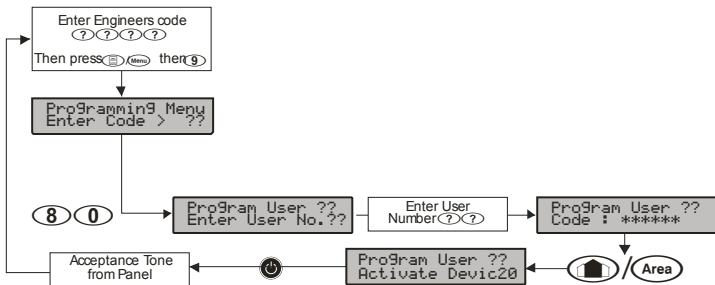 Enter Engineers code
? ? ? ?
Then press /Menu then 9
Programming Menu
Enter Code > ??
8 0
Program User ??
Enter User No.??
Enter User
Number ? ?
Program User ??
Code : ******
/ Area
Program User ??
Activate Devic20
Acceptance Tone
from Panel